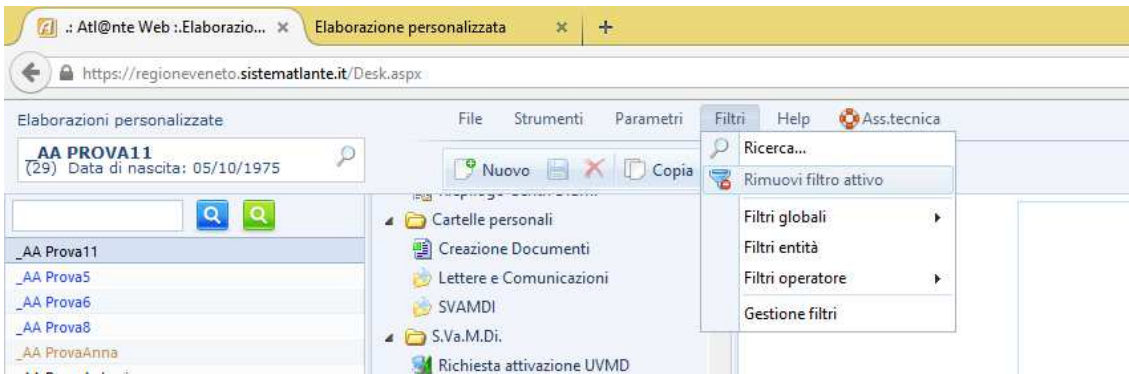 .: Atl@nte Web :.Elaborazio... ×
Elaborazione personalizzata × +
https://regioneveneto.sistematlante.it/Desk.aspx
Elaborazioni personalizzate
File Strumenti Parametri Filtri Help Ass.tecnica
_AA PROVA11
(29) Data di nascita: 05/10/1975
Nuovo Copia
Ricerca...
Rimuovi filtro attivo
Filtri globali
Filtri entità
Filtri operatore
Gestione filtri
_AA Prova11
_AA Prova5
_AA Prova6
_AA Prova8
_AA ProvaAnna
Cartelle personali
Creazione Documenti
Lettere e Comunicazioni
SVAMDI
S.Va.M.Di.
Richiesta attivazione UVMD